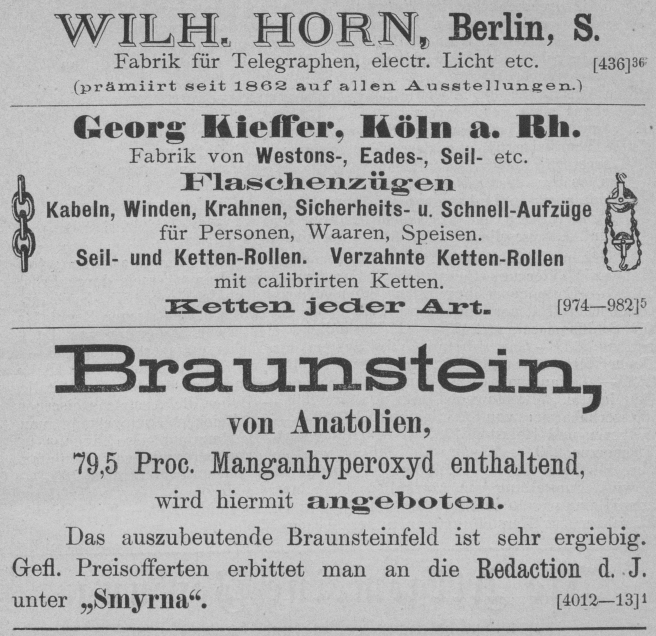 WILH. HORN, Berlin, S.
Fabrik für Telegraphen, electr. Licht etc. [436]36
(prämiirt seit 1862 auf allen Ausstellungen.)
Georg Kieffer, Köln a. Rh.
Fabrik von Westons-, Eades-, Seil- etc.
Flaschenzügen
Kabeln, Winden, Krahnen, Sicherheits- u. Schnell-Aufzüge
für Personen, Waaren, Speisen.
Seil- und Ketten-Rollen. Verzahnte Ketten-Rollen
mit calibrirten Ketten.
Ketten jeder Art. [974—982]5
Braunstein,
von Anatolien,
79,5 Proc. Manganhyperoxyd enthaltend,
wird hiermit angeboten.
Das auszubeutende Braunsteinfeld ist sehr ergiebig.
Gefl. Preisofferten erbittet man an die Redaction d. J.
unter „Smyrna“. [4012—13]1